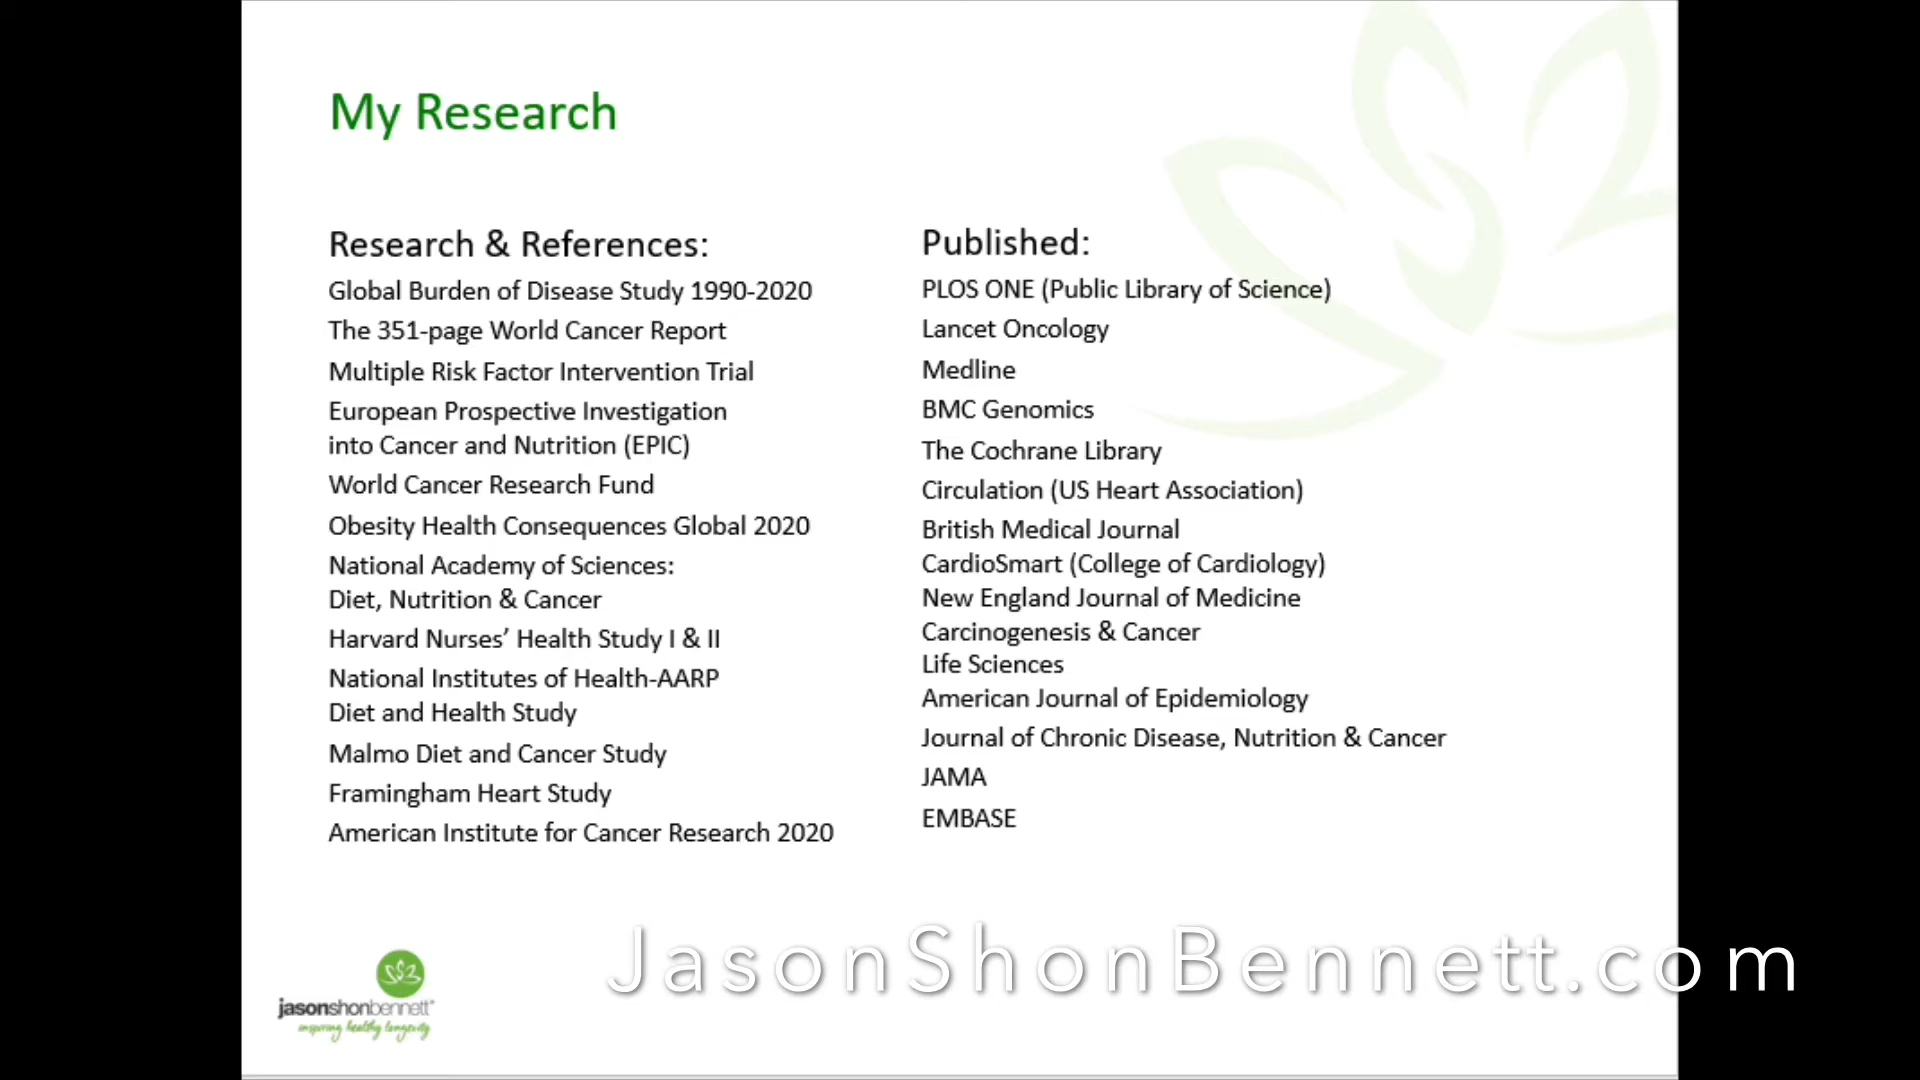 My Research
Research & References:
Global Burden of Disease Study 1990-2020
The 351-page World Cancer Report
Multiple Risk Factor Intervention Trial
European Prospective Investigation
into Cancer and Nutrition (EPIC)
World Cancer Research Fund
Obesity Health Consequences Global 2020
National Academy of Sciences:
Diet, Nutrition & Cancer
Harvard Nurses’ Health Study I & II
National Institutes of Health-AARP
Diet and Health Study
Malmo Diet and Cancer Study
Framingham Heart Study
American Institute for Cancer Research 2020
Published:
PLOS ONE (Public Library of Science)
Lancet Oncology
Medline
BMC Genomics
The Cochrane Library
Circulation (US Heart Association)
British Medical Journal
CardioSmart (College of Cardiology)
New England Journal of Medicine
Carcinogenesis & Cancer
Life Sciences
American Journal of Epidemiology
Journal of Chronic Disease, Nutrition & Cancer
JAMA
EMBASE
jasonshonbennett
inspiring healthy longevity
JasonShonBennett.com